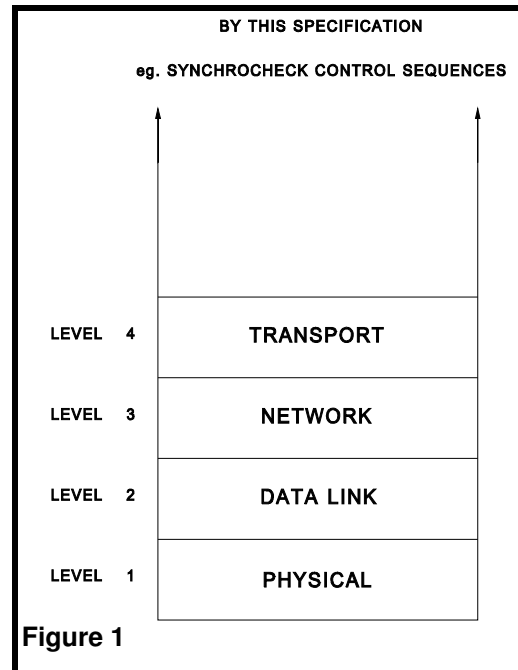 BY THIS SPECIFICATION
eg. SYNCHROCHECK CONTROL SEQUENCES
LEVEL 4 TRANSPORT
LEVEL 3 NETWORK
LEVEL 2 DATA LINK
LEVEL 1 PHYSICAL
Figure 1